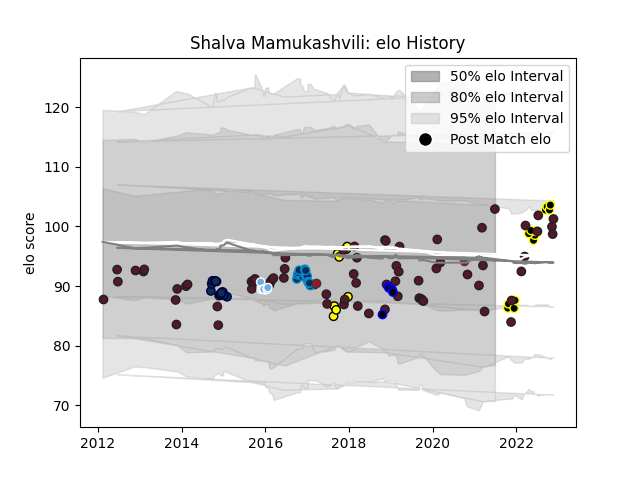 Shalva Mamukashvili: elo History
50% elo Interval
80% elo Interval
95% elo Interval
Post Match elo
elo score
120
110
100
90
80
70
2012
2014
2016
2018
2020
2022